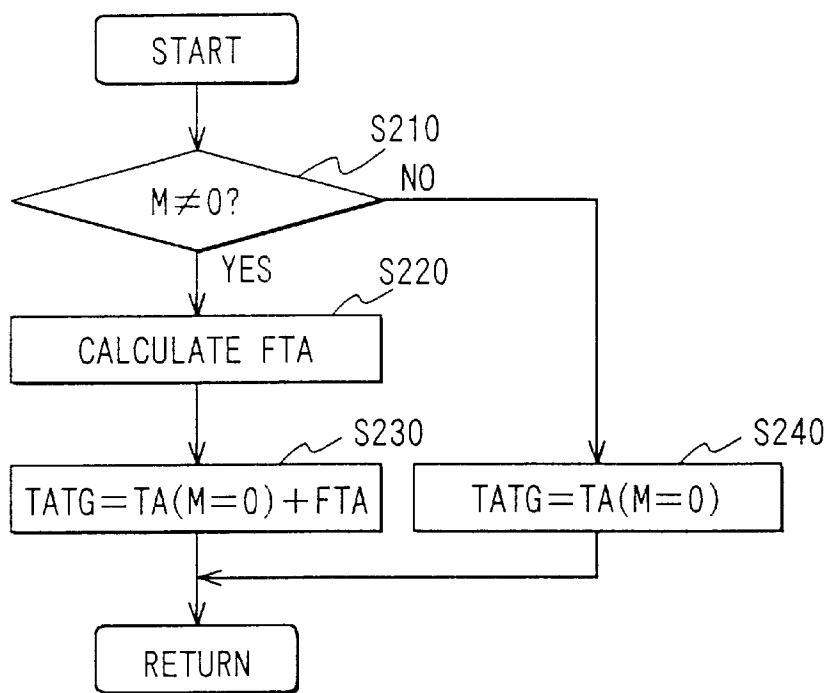 START
S210
M≠0?
NO
YES
S220
CALCULATE FTA
S230
S240
TATG=TA(M=0)+FTA
TATG=TA(M=0)
RETURN